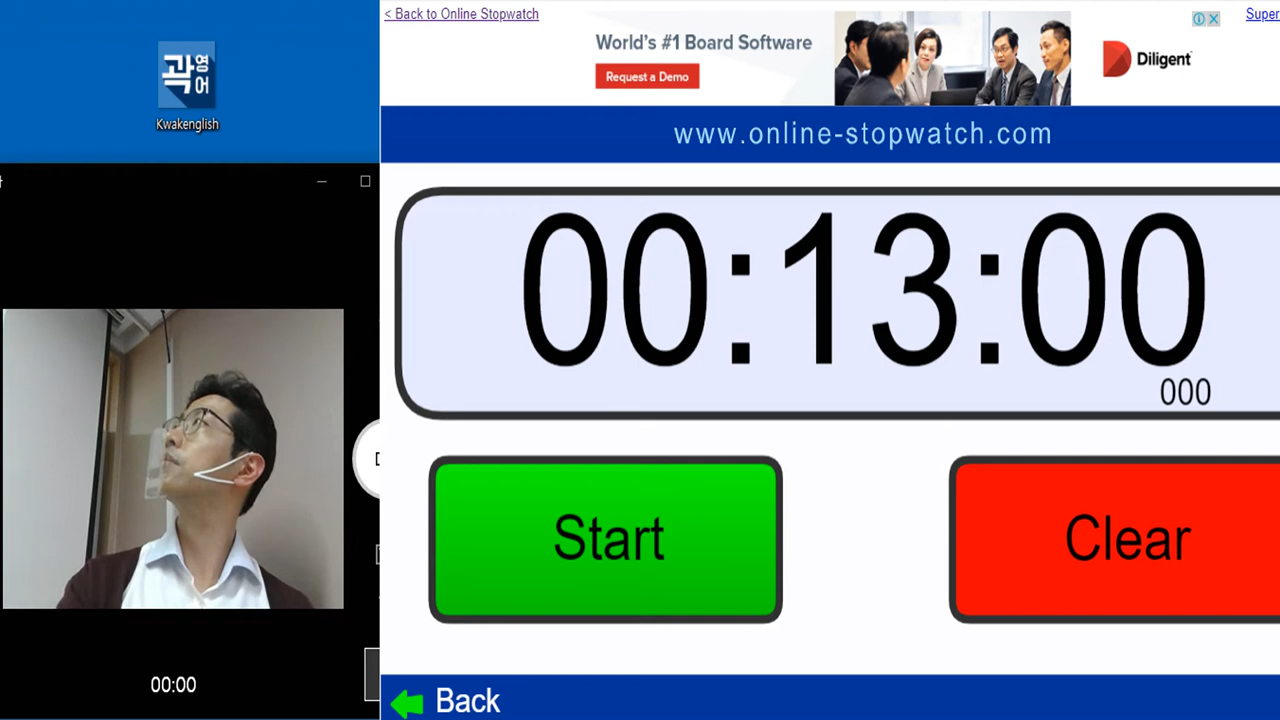 곽영어
Kwakenglish
00:00
< Back to Online Stopwatch
World's #1 Board Software
Request a Demo
Diligent
Super
www.online-stopwatch.com
00:13:00
000
Start
Clear
Back